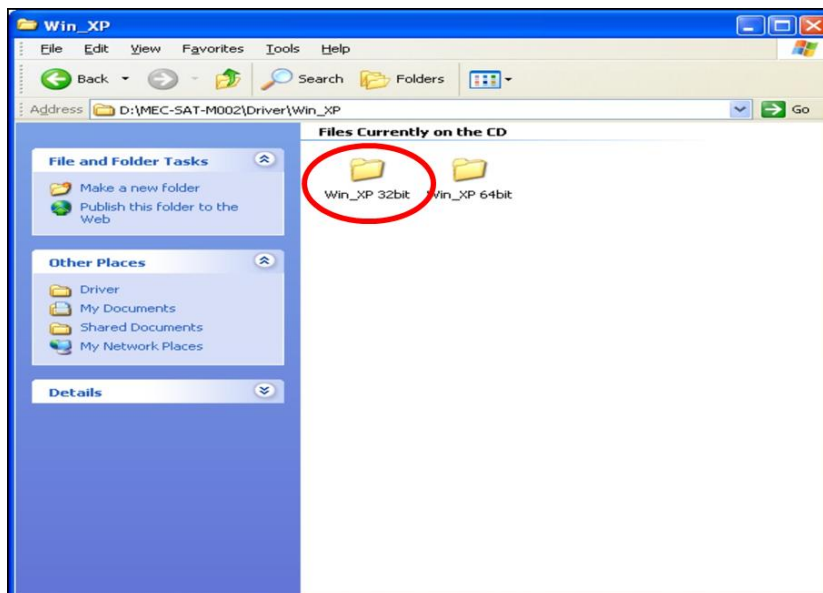 Win_XP
File Edit View Favorites Tools Help
Back Search Folders
Address D:\MEC-SAT-M002\Driver\Win_XP Go
Files Currently on the CD
File and Folder Tasks
Make a new folder
Publish this folder to the
Web
Other Places
Driver
My Documents
Shared Documents
My Network Places
Details
Win_XP 32bit Win_XP 64bit